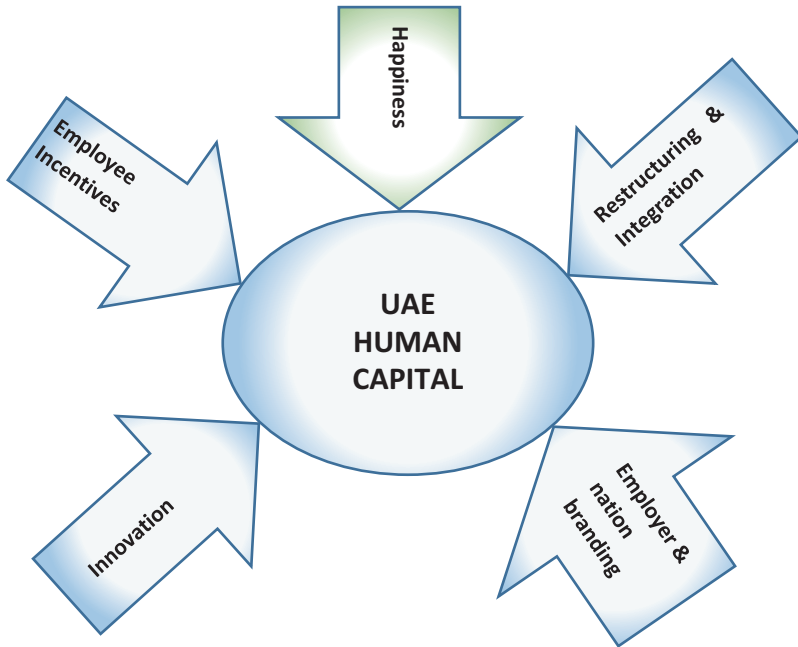 Happiness
Employee
Incentives
Restructuring &
Integration
UAE
HUMAN
CAPITAL
Innovation
Employer &
nation
branding